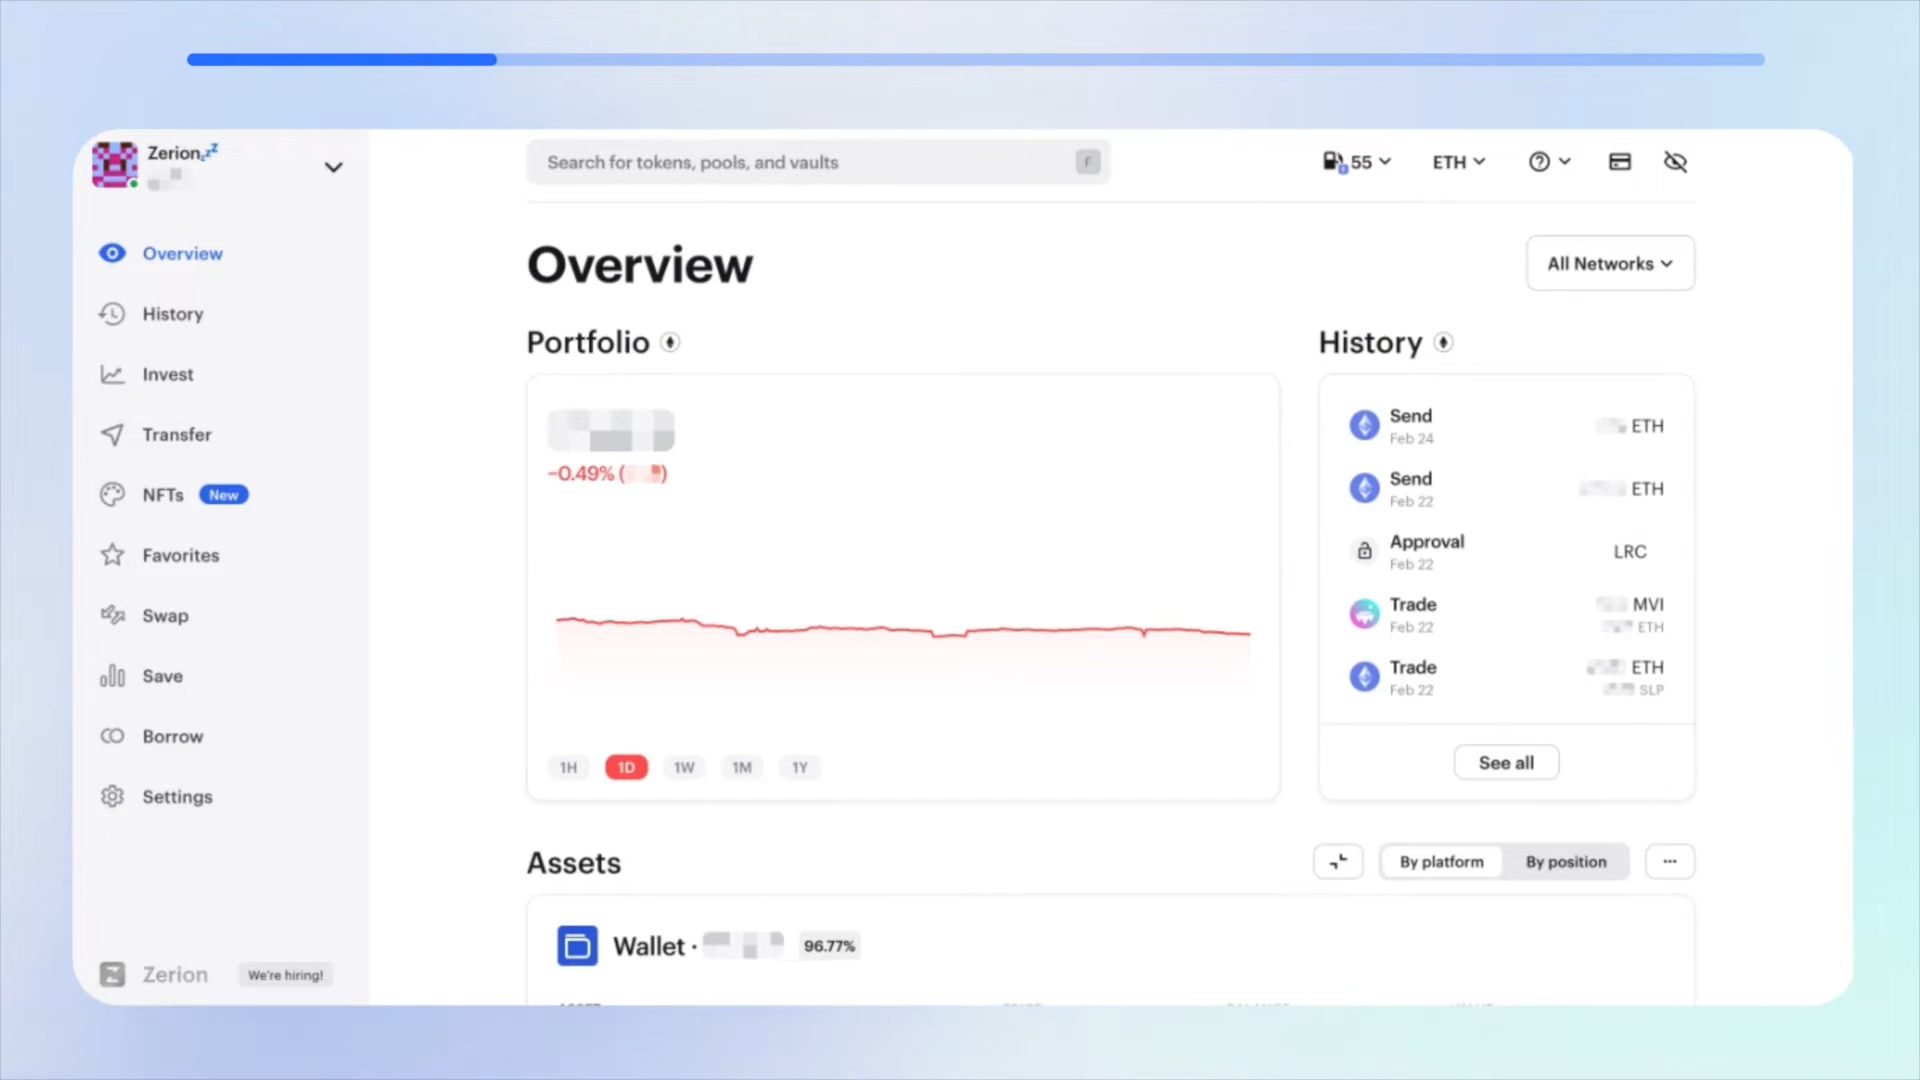 Zerion zzZ
Overview
History
Invest
Transfer
NFTs New
Favorites
Swap
Save
Borrow
Settings
Zerion We're hiring!
Search for tokens, pools, and vaults F
55 ETH ?
Overview All Networks
Portfolio
−0.49% ( )
1H 1D 1W 1M 1Y
History
Send ETH
Feb 24
Send ETH
Feb 22
Approval LRC
Feb 22
Trade MVI
Feb 22 ETH
Trade ETH
Feb 22 SLP
See all
Assets By platform By position ...
Wallet · 96.77%